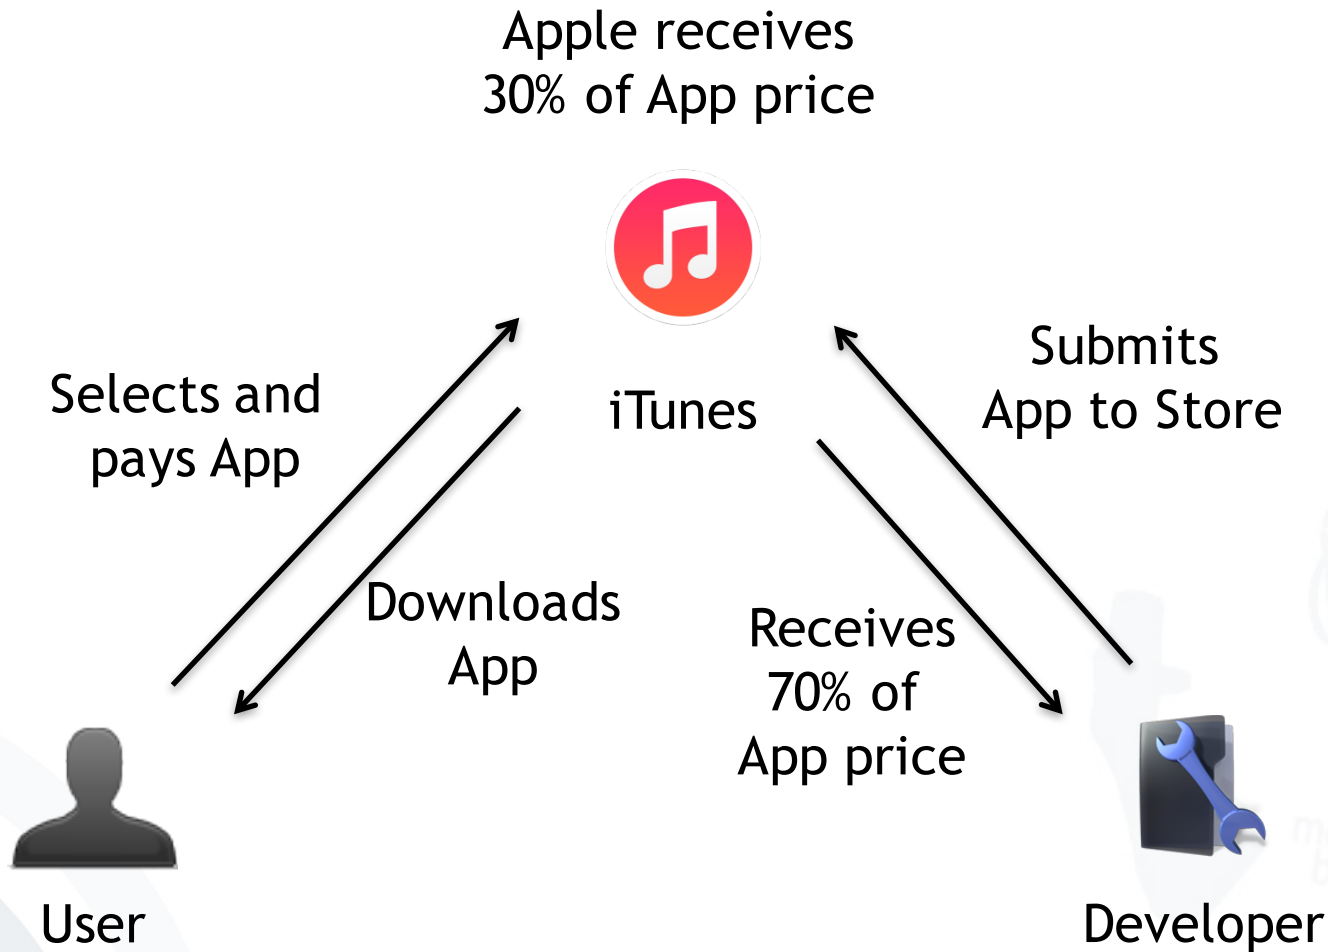 Apple receives
30% of App price
Selects and
pays App
iTunes
Submits
App to Store
Downloads
App
Receives
70% of
App price
User
Developer